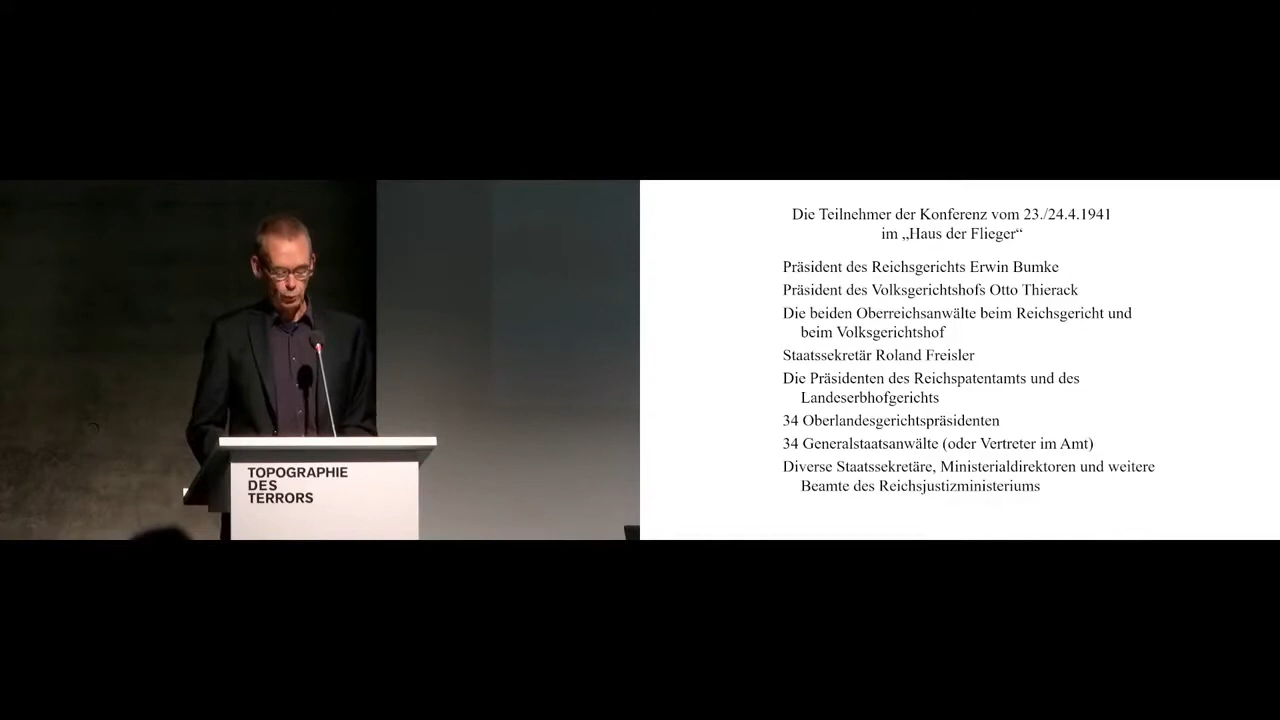 TOPOGRAPHIE
DES
TERRORS
Die Teilnehmer der Konferenz vom 23./24.4.1941
im „Haus der Flieger“
Präsident des Reichsgerichts Erwin Bumke
Präsident des Volksgerichtshofs Otto Thierack
Die beiden Oberreichsanwälte beim Reichsgericht und
beim Volksgerichtshof
Staatssekretär Roland Freisler
Die Präsidenten des Reichspatentamts und des
Landeserbhofgerichts
34 Oberlandesgerichtspräsidenten
34 Generalstaatsanwälte (oder Vertreter im Amt)
Diverse Staatssekretäre, Ministerialdirektoren und weitere
Beamte des Reichsjustizministeriums